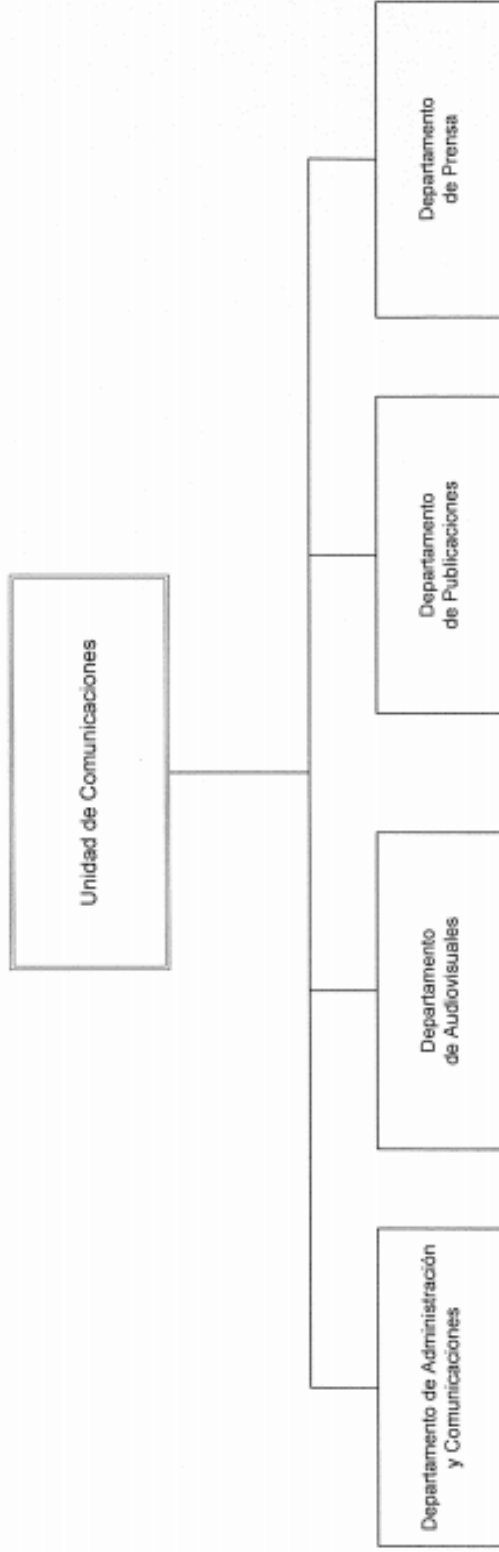 Unidad de Comunicaciones
Departamento de Administración
y Comunicaciones
Departamento
de Audiovisuales
Departamento
de Publicaciones
Departamento
de Prensa